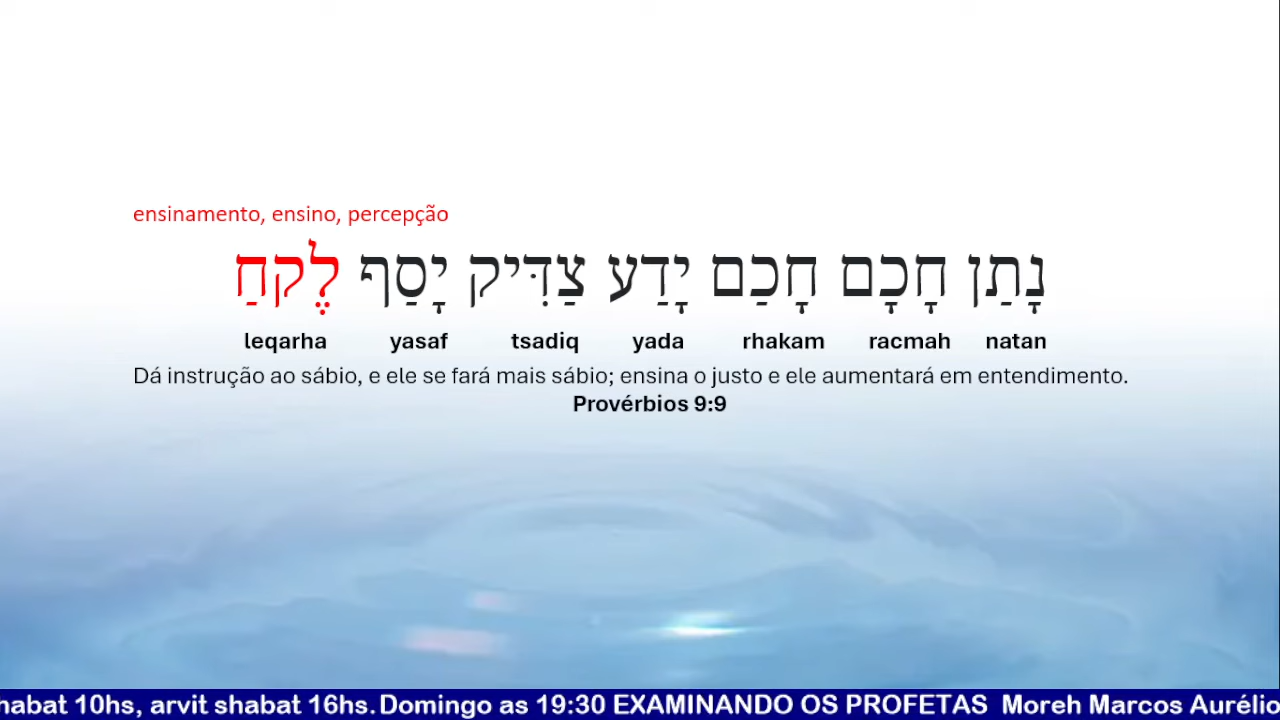 ensinamento, ensino, percepção
נָתַן חָכָם חָכַם יָדַע צַדִּיק יָסַף לֶקחַ
leqarha yasaf tsadiq yada rhakam racmah natan
Dá instrução ao sábio, e ele se fará mais sábio; ensina o justo e ele aumentará em entendimento.
Provérbios 9:9
habat 10hs, arvit shabat 16hs. Domingo as 19:30 EXAMINANDO OS PROFETAS Moreh Marcos Aurélio